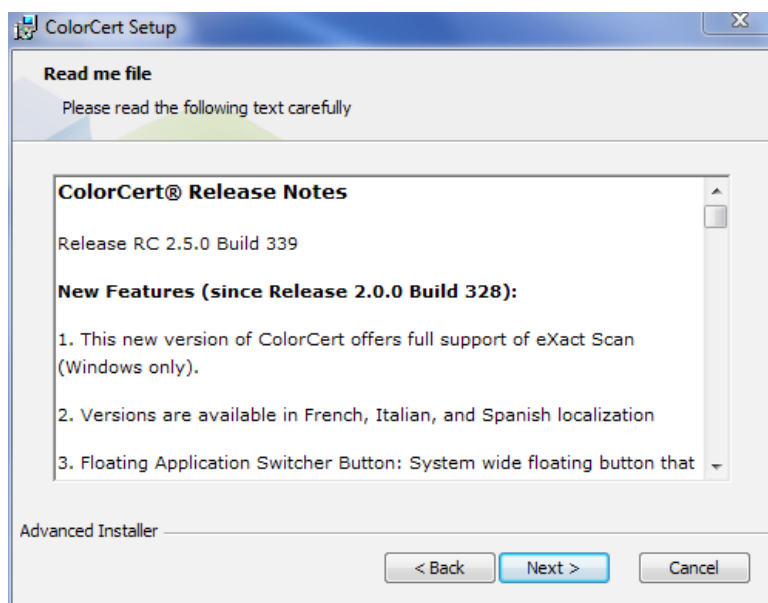 ColorCert Setup
Read me file
Please read the following text carefully
ColorCert® Release Notes
Release RC 2.5.0 Build 339
New Features (since Release 2.0.0 Build 328):
1. This new version of ColorCert offers full support of eXact Scan
(Windows only).
2. Versions are available in French, Italian, and Spanish localization
3. Floating Application Switcher Button: System wide floating button that
Advanced Installer
< Back
Next >
Cancel